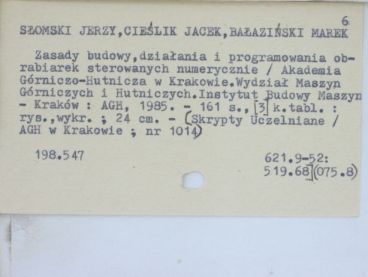 6
SŁOMSKI JERZY,CIEŚLIK JACEK,BAŁAZIŃSKI MAREK
Zasady budowy,działania i programowania ob-
rabiarek sterowanych numerycznie / Akademia
Górniczo-Hutnicza w Krakowie.Wydział Maszyn
Górniczych i Hutniczych.Instytut Budowy Maszyn
- Kraków : AGH, 1985. - 161 s.,[3]k.tabl. :
rys.,wykr. ; 24 cm. - (Skrypty Uczelniane /
AGH w Krakowie ; nr 1014)
198.547
621.9-52:
519.68](075.8)